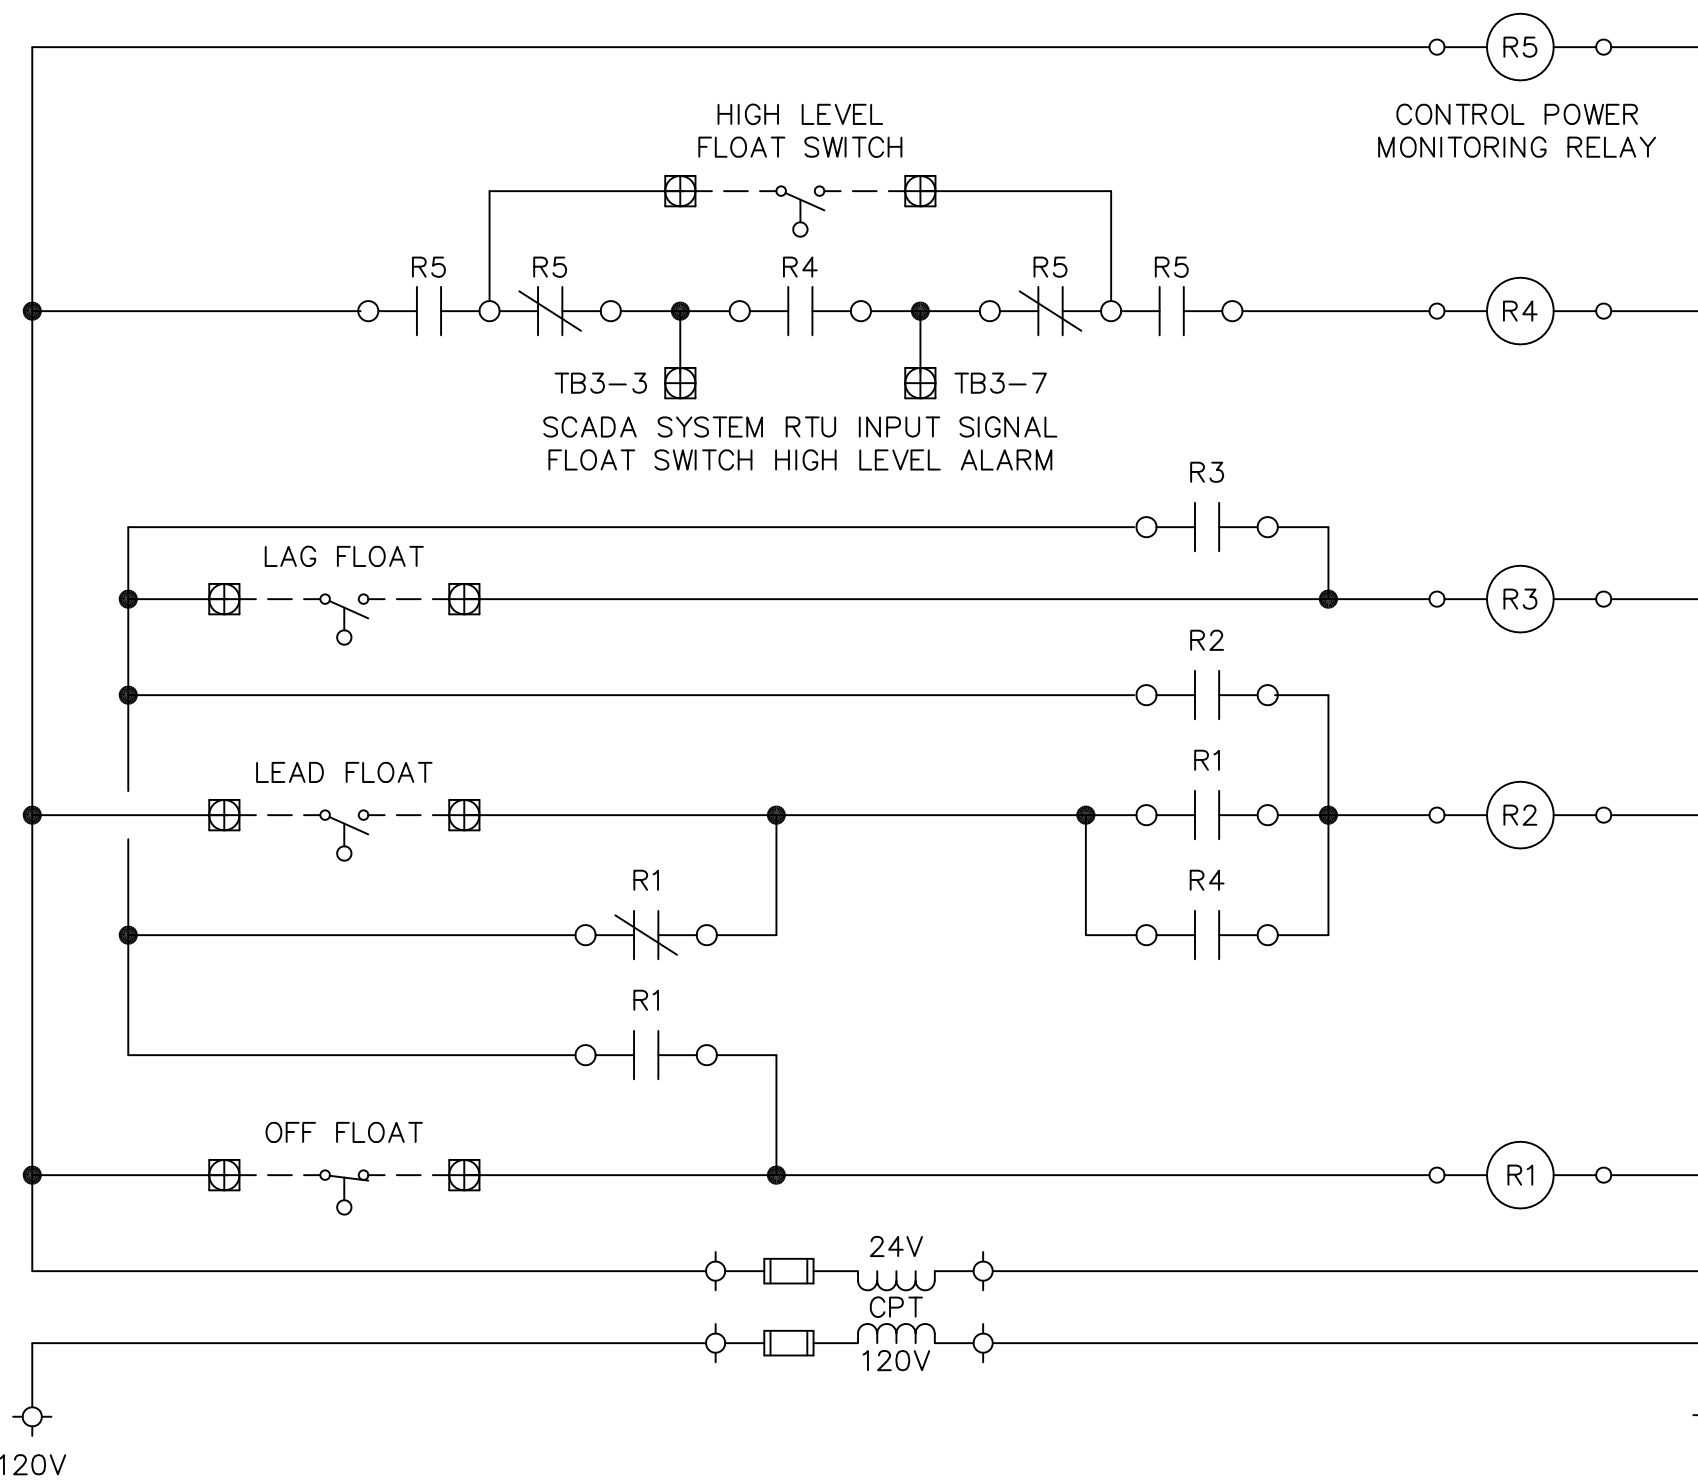 R5
CONTROL POWER
MONITORING RELAY
HIGH LEVEL
FLOAT SWITCH
R5
R5
R4
R5
R5
R4
TB3-3
TB3-7
SCADA SYSTEM RTU INPUT SIGNAL
FLOAT SWITCH HIGH LEVEL ALARM
R3
LAG FLOAT
R3
R2
R1
LEAD FLOAT
R2
R1
R4
R1
OFF FLOAT
R1
24V
CPT
120V
120V